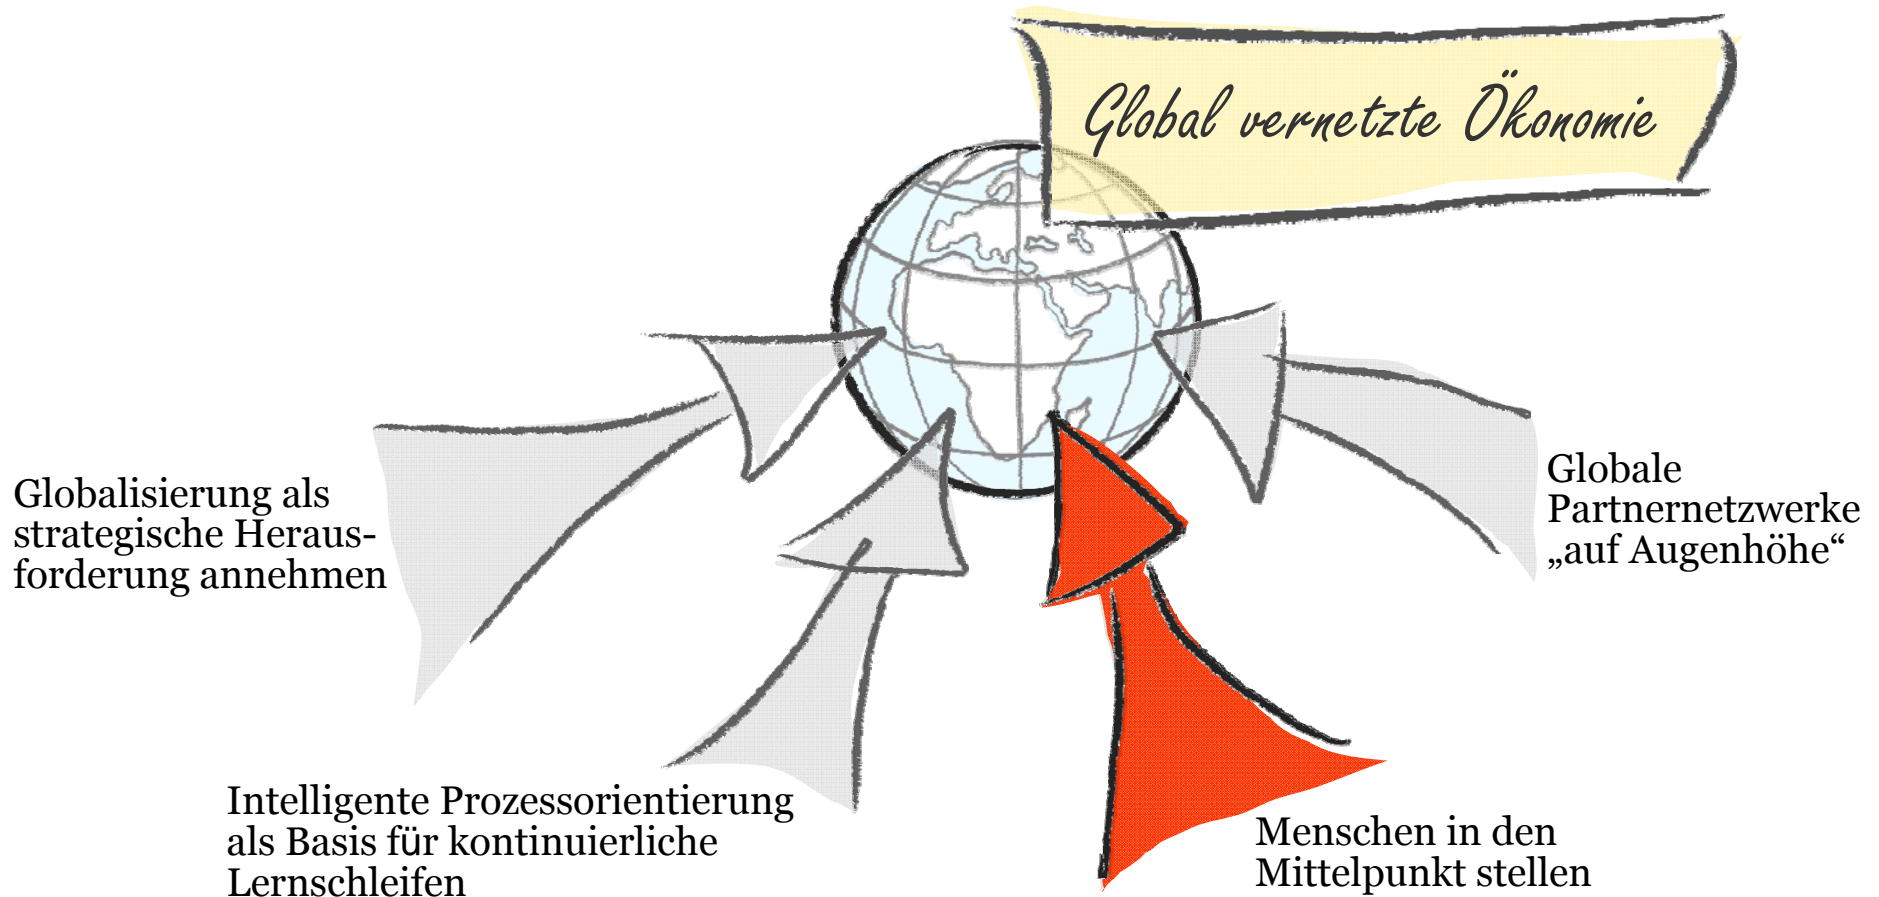 Global vernetzte Ökonomie
Globalisierung als
strategische Heraus-
forderung annehmen
Intelligente Prozessorientierung
als Basis für kontinuierliche
Lernschleifen
Menschen in den
Mittelpunkt stellen
Globale
Partnernetzwerke
„auf Augenhöhe“